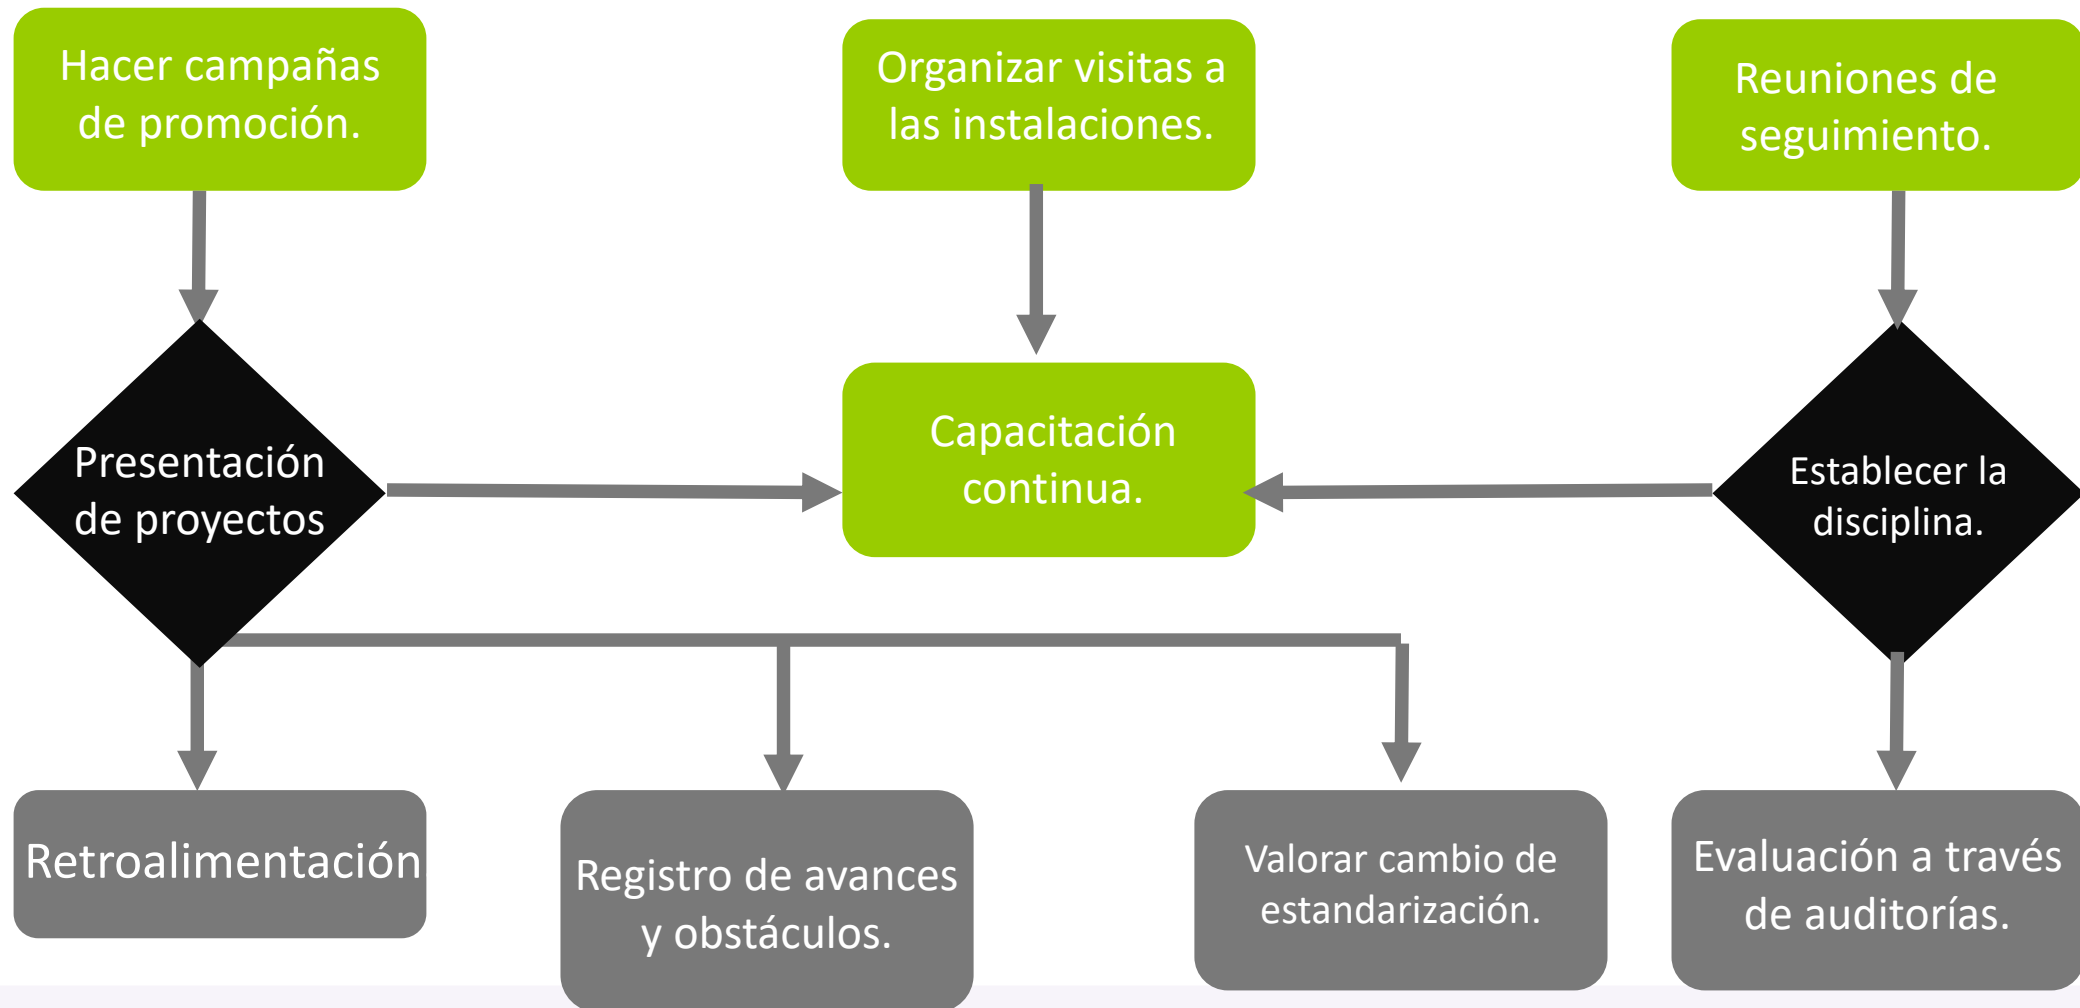 Hacer campañas
de promoción.
Organizar visitas a
las instalaciones.
Reuniones de
seguimiento.
Presentación
de proyectos
Capacitación
continua.
Establecer la
disciplina.
Retroalimentación
Registro de avances
y obstáculos.
Valorar cambio de
estandarización.
Evaluación a través
de auditorías.